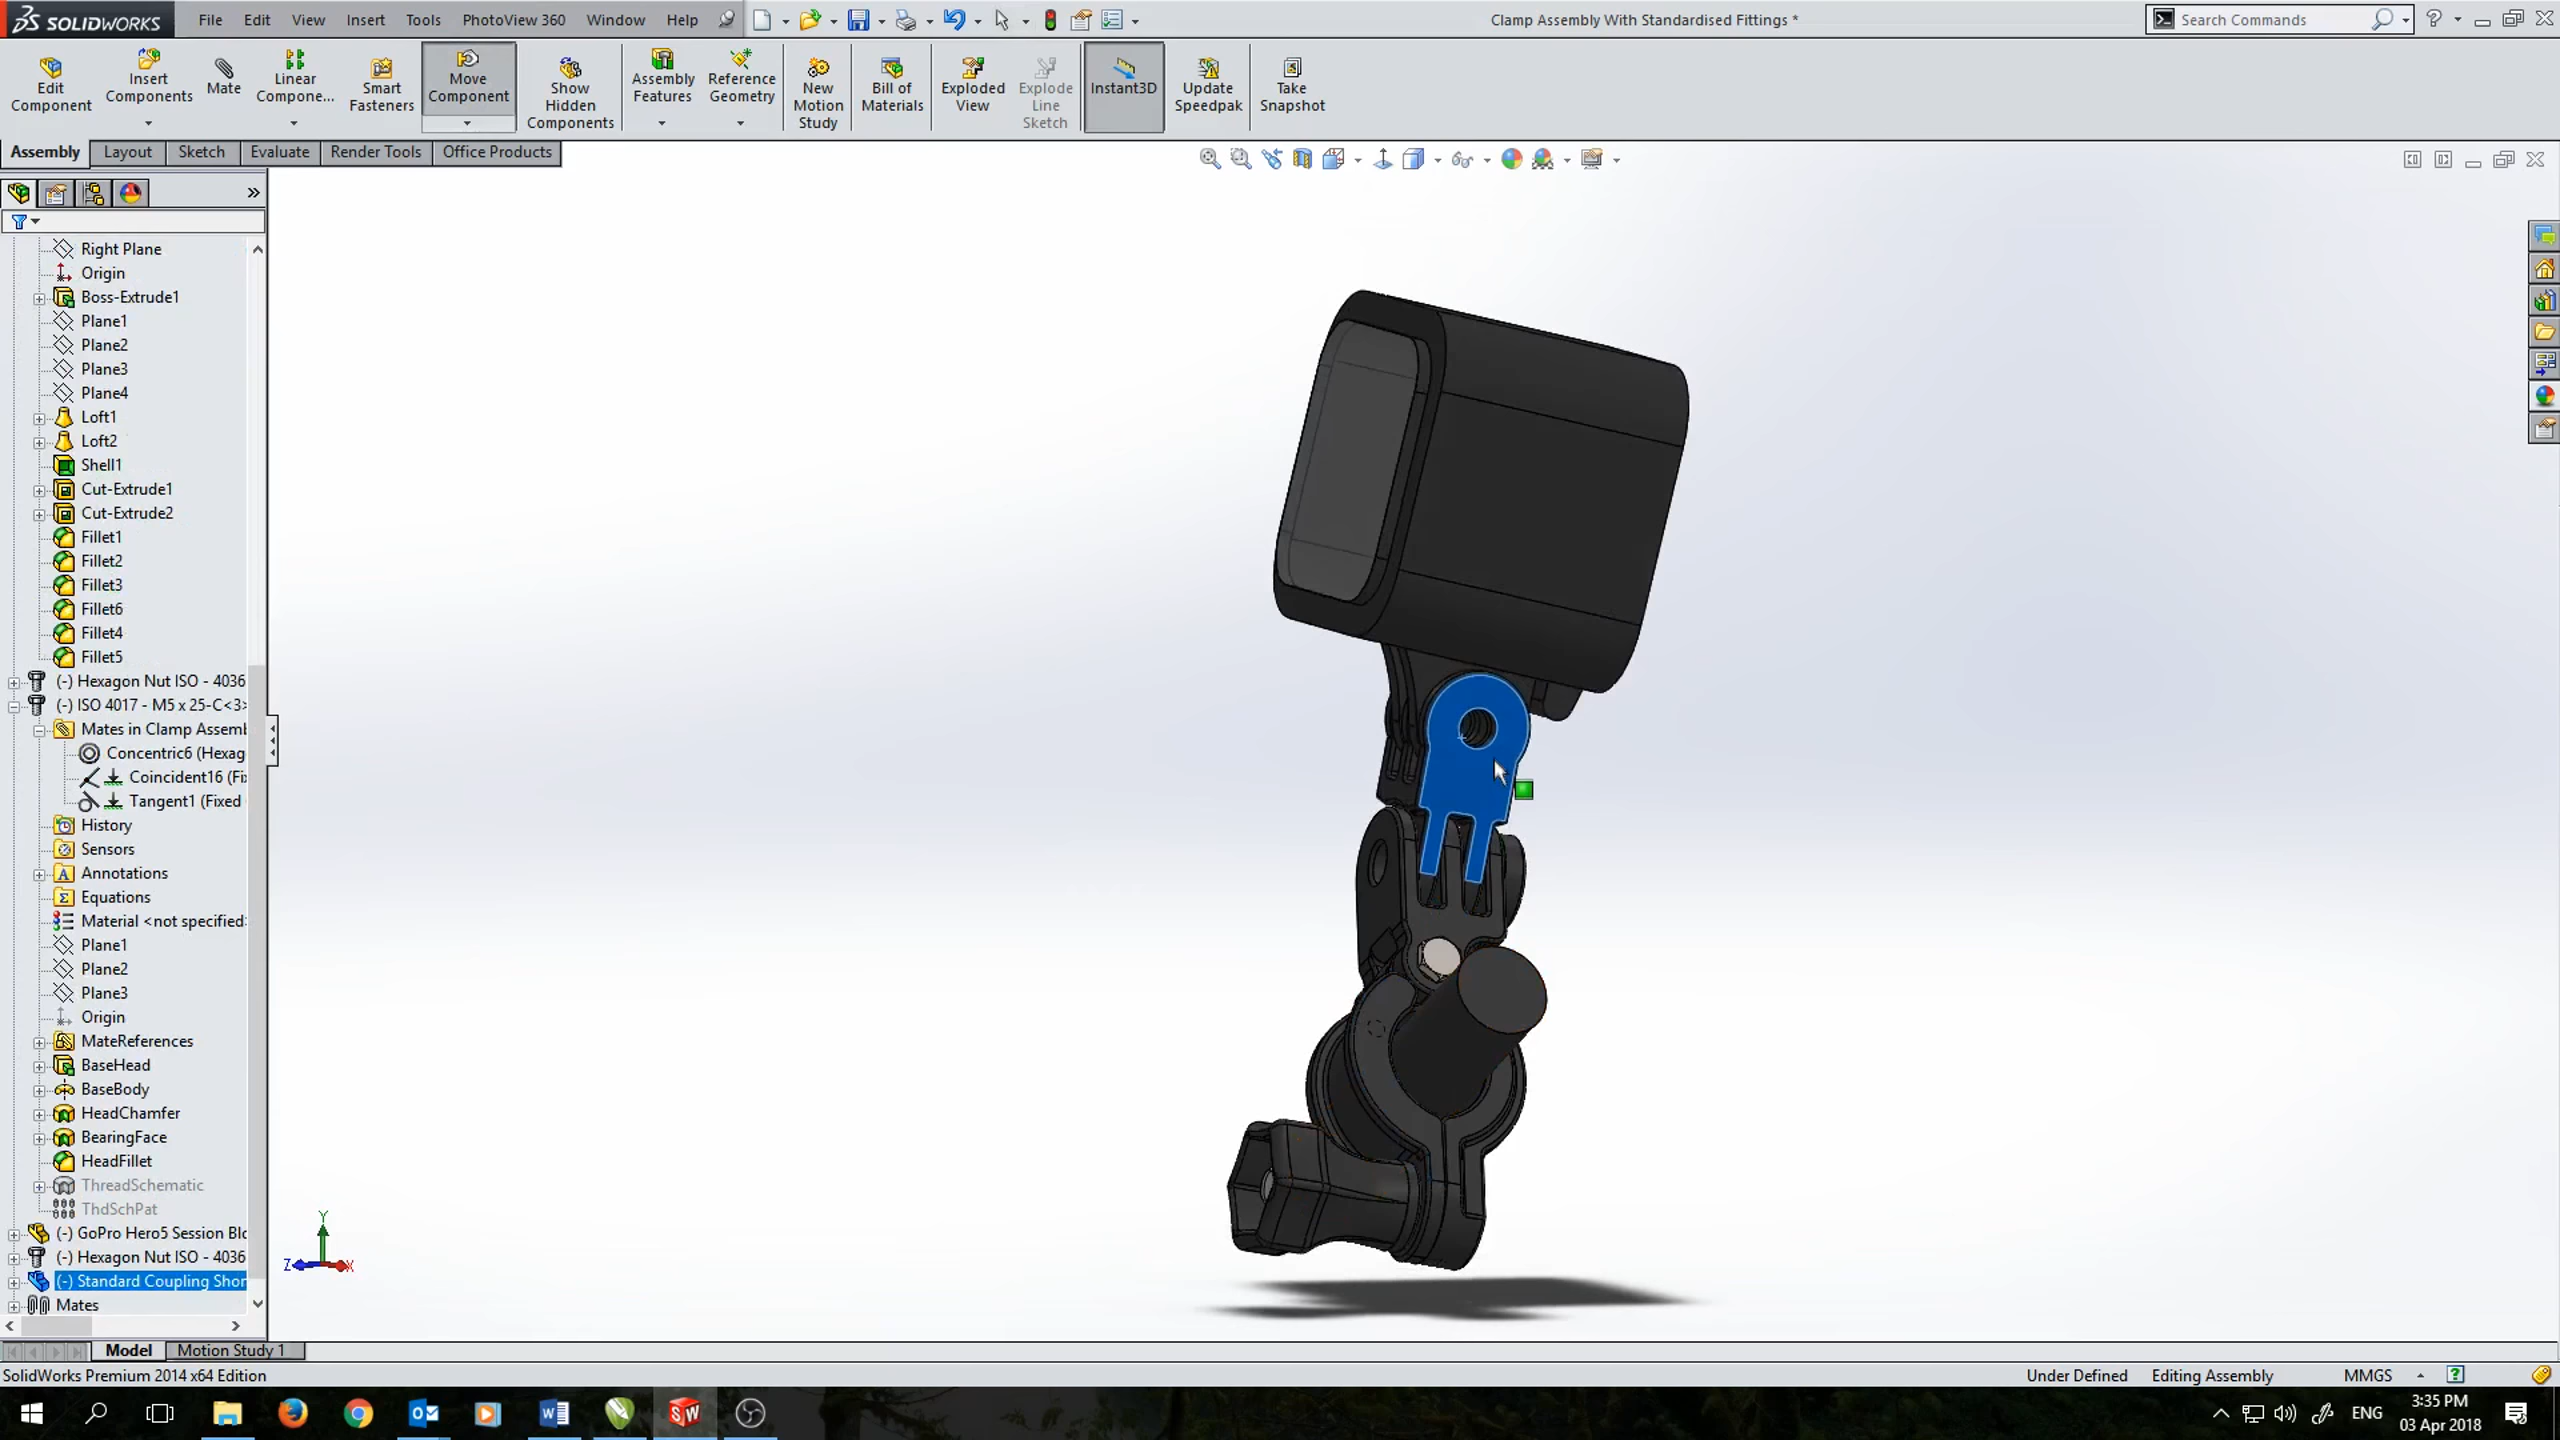 SOLIDWORKS File Edit View Insert Tools PhotoView 360 Window Help Clamp Assembly With Standardised Fittings * Search Commands
Edit Component
Insert Components
Mate
Linear Compone...
Smart Fasteners
Move Component
Show Hidden Components
Assembly Features
Reference Geometry
New Motion Study
Bill of Materials
Exploded View
Explode Line Sketch
Instant3D
Update Speedpak
Take Snapshot
Assembly Layout Sketch Evaluate Render Tools Office Products
Right Plane
Origin
Boss-Extrude1
Plane1
Plane2
Plane3
Plane4
Loft1
Loft2
Shell1
Cut-Extrude1
Cut-Extrude2
Fillet1
Fillet2
Fillet3
Fillet6
Fillet4
Fillet5
(-) Hexagon Nut ISO - 4036
(-) ISO 4017 - M5 x 25-C<3>
Mates in Clamp Assemb
Concentric6 (Hexag
Coincident16 (Fix
Tangent1 (Fixed
History
Sensors
Annotations
Equations
Material <not specified>
Plane1
Plane2
Plane3
Origin
MateReferences
BaseHead
BaseBody
HeadChamfer
BearingFace
HeadFillet
ThreadSchematic
ThdSchPat
(-) GoPro Hero5 Session Blo
(-) Hexagon Nut ISO - 4036
(-) Standard Coupling Shor
Mates
Y
Z X
Model Motion Study 1
SolidWorks Premium 2014 x64 Edition Under Defined Editing Assembly MMGS
ENG 3:35 PM
03 Apr 2018